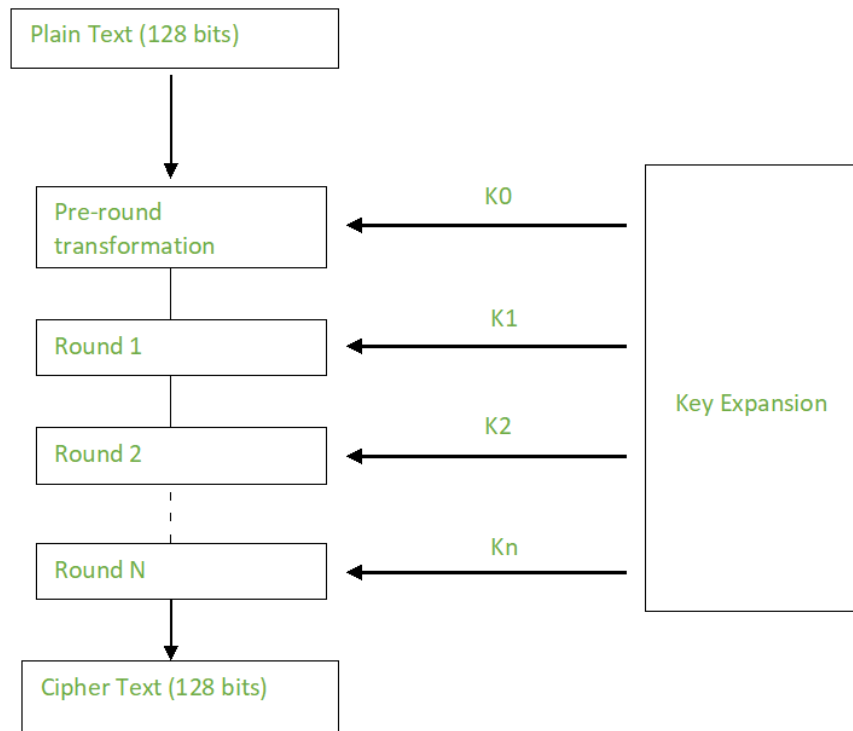 Plain Text (128 bits)
Pre-round
transformation
K0
Round 1
K1
Round 2
K2
Key Expansion
Round N
Kn
Cipher Text (128 bits)